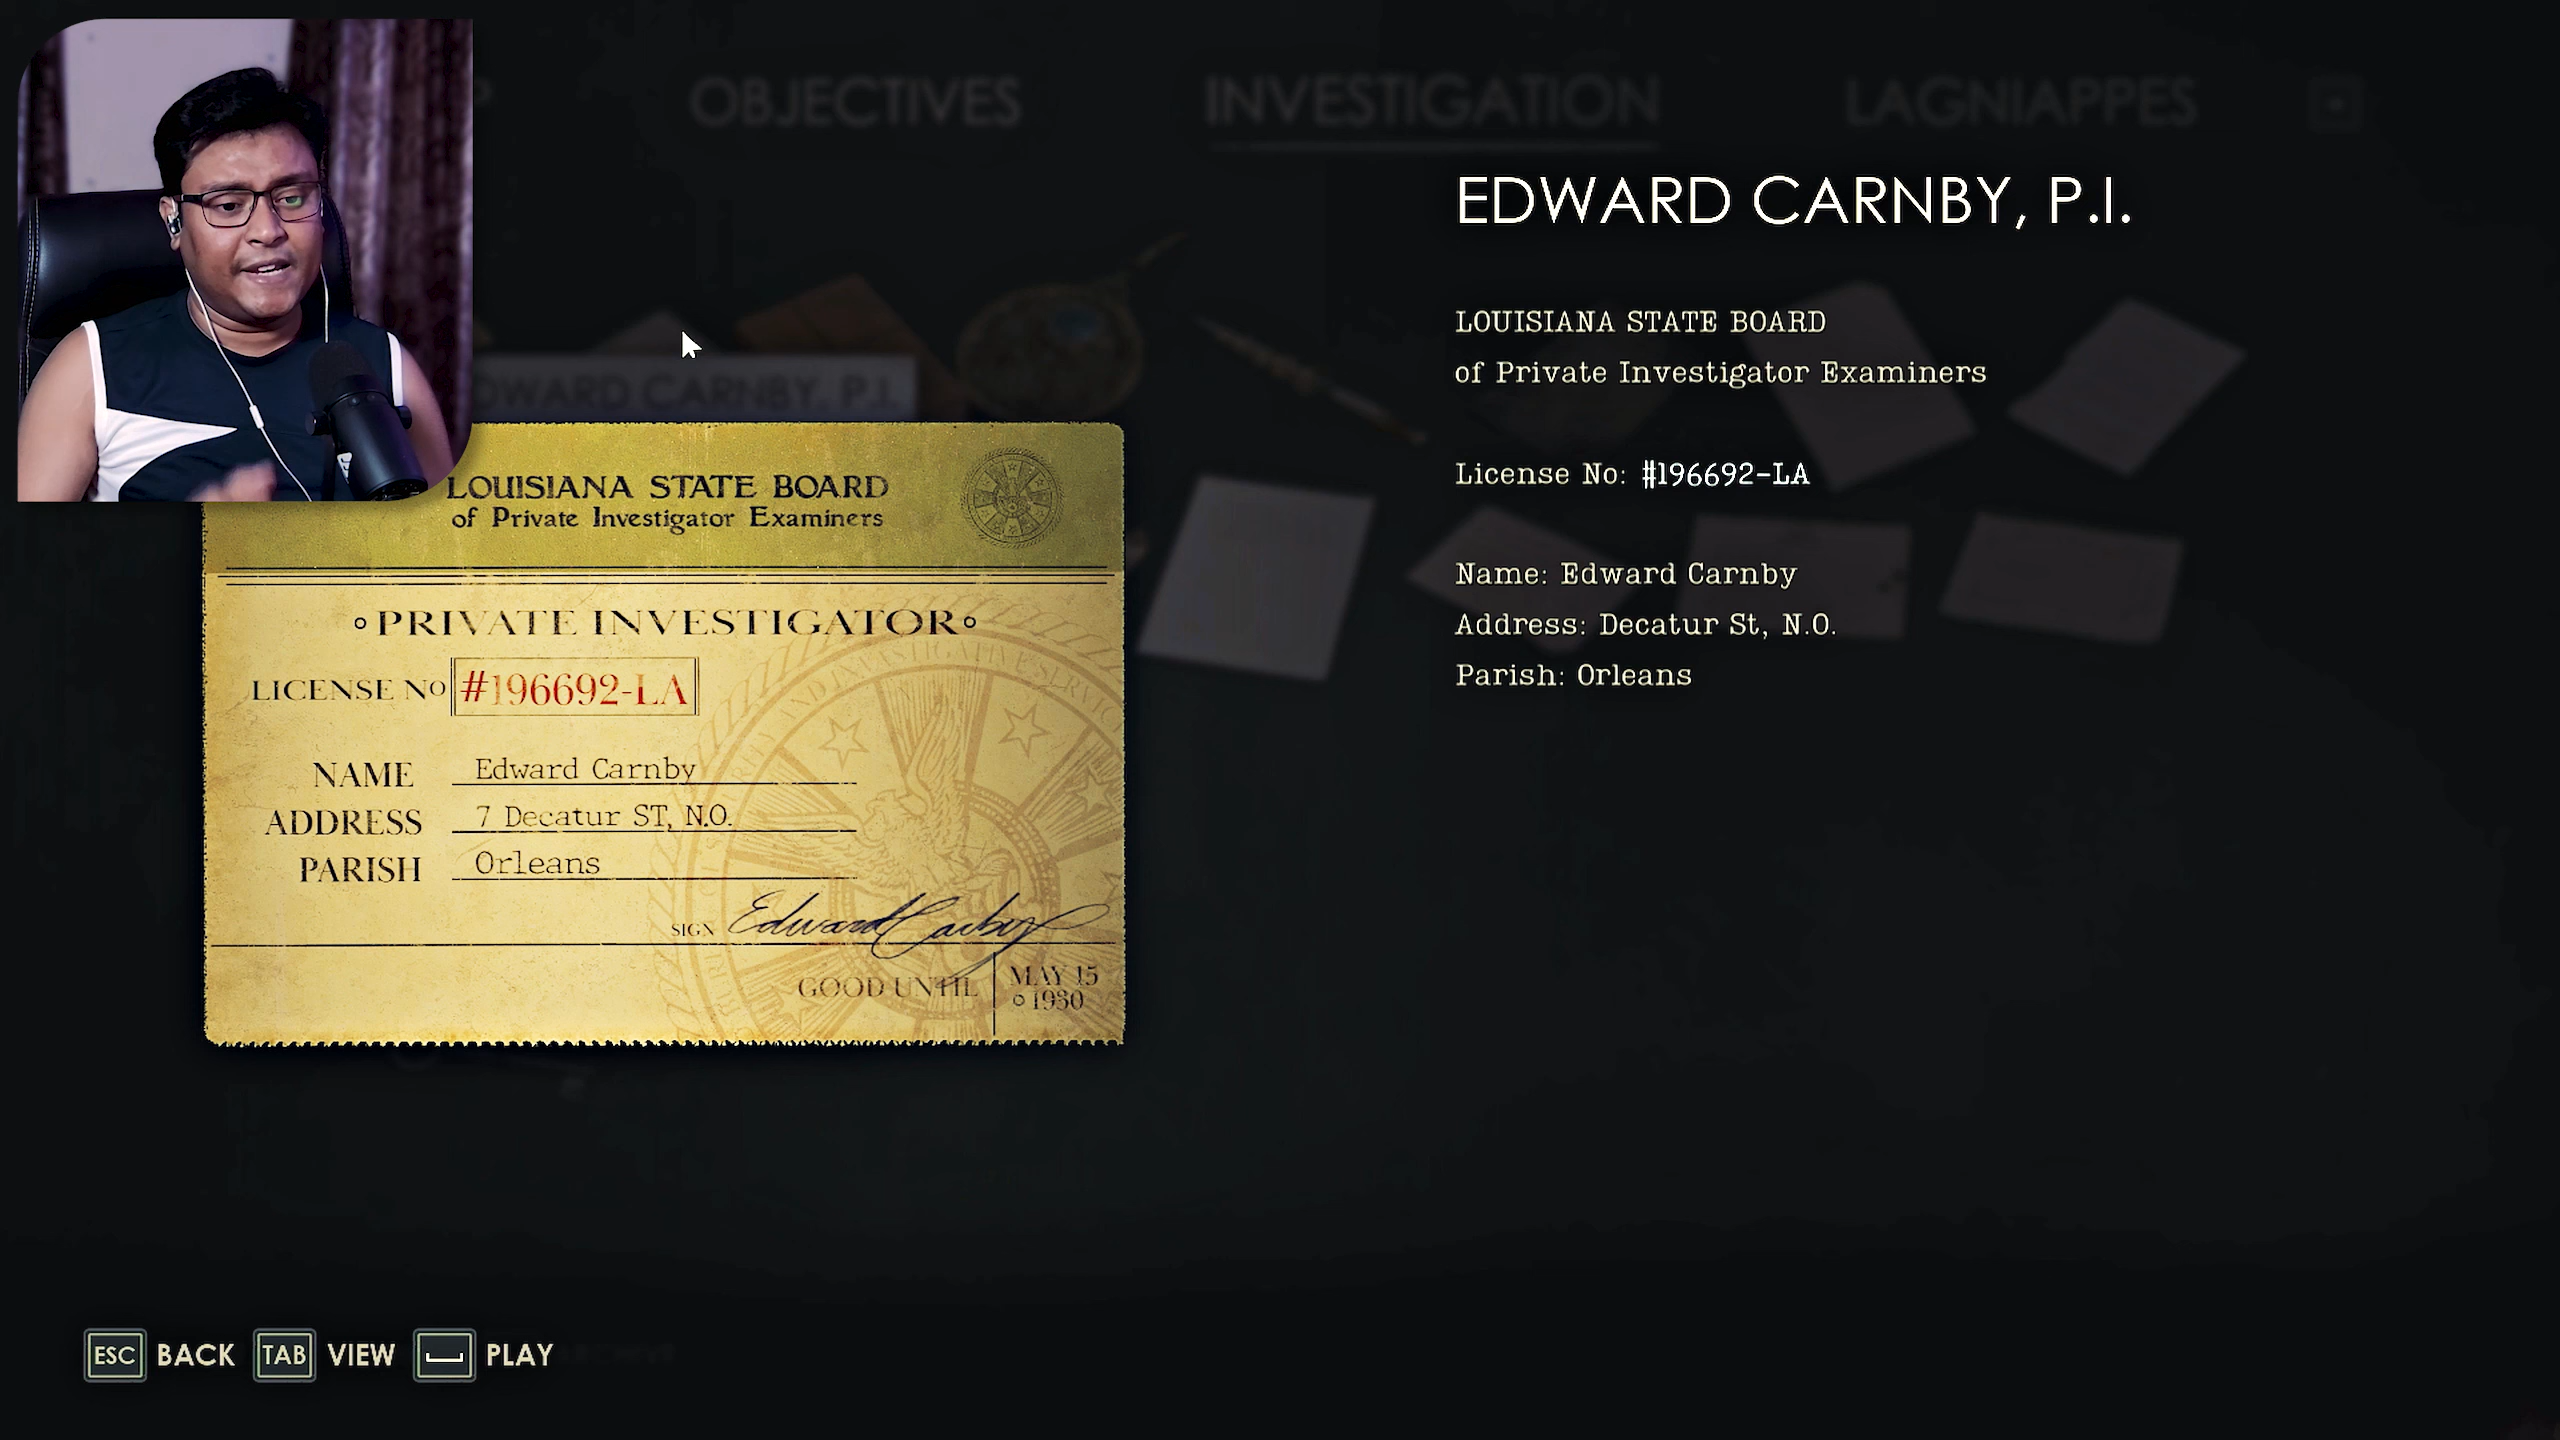 OBJECTIVES
INVESTIGATION
LAGNIAPPES
EDWARD CARNBY, P.I.
LOUISIANA STATE BOARD
of Private Investigator Examiners
License No: #196692-LA
Name: Edward Carnby
Address: Decatur St, N.O.
Parish: Orleans
EDWARD CARNBY, P.I.
LOUISIANA STATE BOARD
of Private Investigator Examiners
PRIVATE INVESTIGATOR
LICENSE No #196692-LA
NAME Edward Carnby
ADDRESS 7 Decatur ST, N.O.
PARISH Orleans
SIGN Edward Carnby
GOOD UNTIL MAY 15
1930
ESC BACK TAB VIEW PLAY